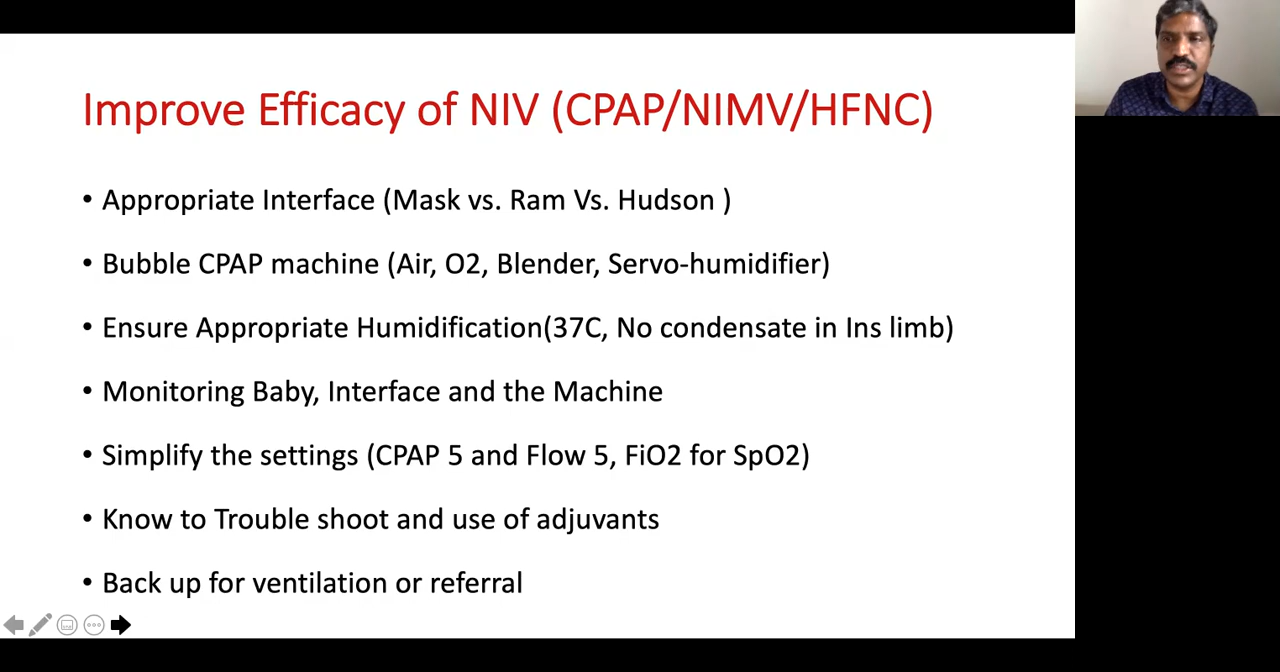 Improve Efficacy of NIV (CPAP/NIMV/HFNC)
• Appropriate Interface (Mask vs. Ram Vs. Hudson )
• Bubble CPAP machine (Air, O2, Blender, Servo-humidifier)
• Ensure Appropriate Humidification(37C, No condensate in Ins limb)
• Monitoring Baby, Interface and the Machine
• Simplify the settings (CPAP 5 and Flow 5, FiO2 for SpO2)
• Know to Trouble shoot and use of adjuvants
• Back up for ventilation or referral